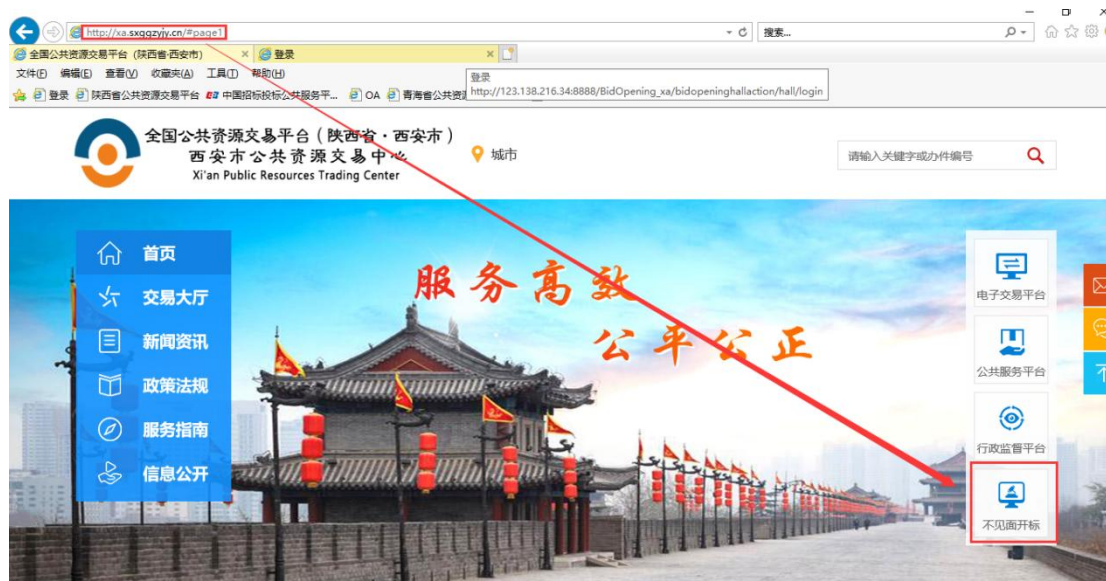 http://xa.sxggzyjy.cn/#page1
搜索...
全国公共资源交易平台（陕西省·西安市）
登录
文件(F) 编辑(E) 查看(V) 收藏夹(A) 工具(T) 帮助(H)
登录
http://123.138.216.34:8888/BidOpening_xa/bidopeninghallaction/hall/login
登录 陕西省公共资源交易平台 中国招标投标公共服务平... OA 青海省公共资
全国公共资源交易平台（陕西省·西安市）
西安市公共资源交易中心
Xi'an Public Resources Trading Center
城市
请输入关键字或办件编号
首页
交易大厅
新闻资讯
政策法规
服务指南
信息公开
服务高效
公平公正
电子交易平台
公共服务平台
行政监督平台
不见面开标